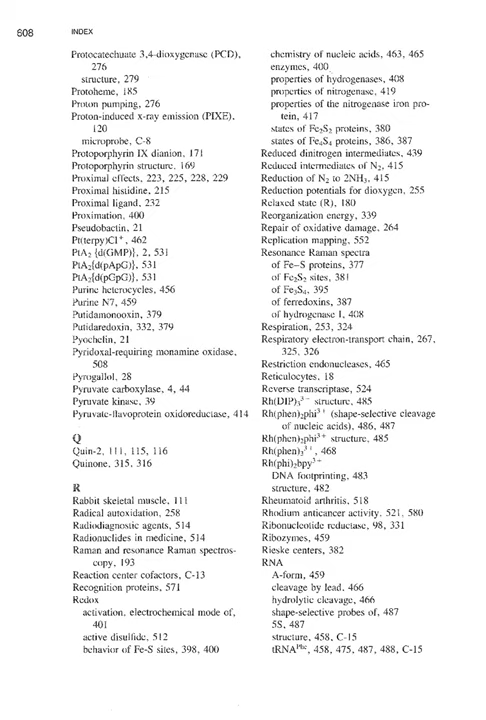 608 INDEX
Protocatechuate 3,4-dioxygenase (PCD),
276
structure, 279
Protoheme, 185
Proton pumping, 276
Proton-induced x-ray emission (PIXE),
120
microprobe, C-8
Protoporphyrin IX dianion, 171
Protoporphyrin structure, 169
Proximal effects, 223, 225, 228, 229
Proximal histidine, 215
Proximal ligand, 232
Proximation, 400
Pseudobactin, 21
Pt(terpy)Cl⁺, 462
PtA₂ {d(GMP)}, 2, 531
PtA₂{d(pApG)}, 531
PtA₂{d(pGpG)}, 531
Purine heterocycles, 456
Purine N7, 459
Putidamonooxin, 379
Putidaredoxin, 332, 379
Pyochelin, 21
Pyridoxal-requiring monamine oxidase,
508
Pyrogallol, 28
Pyruvate carboxylase, 4, 44
Pyruvate kinase, 39
Pyruvate-flavoprotein oxidoreductase, 414
Q
Quin-2, 111, 115, 116
Quinone, 315, 316
R
Rabbit skeletal muscle, 111
Radical autoxidation, 258
Radiodiagnostic agents, 514
Radionuclides in medicine, 514
Raman and resonance Raman spectros-
copy, 193
Reaction center cofactors, C-13
Recognition proteins, 571
Redox
activation, electrochemical mode of,
401
active disulfide, 512
behavior of Fe-S sites, 398, 400
chemistry of nucleic acids, 463, 465
enzymes, 400
properties of hydrogenases, 408
properties of nitrogenase, 419
properties of the nitrogenase iron pro-
tein, 417
states of Fe₂S₂ proteins, 380
states of Fe₄S₄ proteins, 386, 387
Reduced dinitrogen intermediates, 439
Reduced intermediates of N₂, 415
Reduction of N₂ to 2NH₃, 415
Reduction potentials for dioxygen, 255
Relaxed state (R), 180
Reorganization energy, 339
Repair of oxidative damage, 264
Replication mapping, 552
Resonance Raman spectra
of Fe–S proteins, 377
of Fe₂S₂ sites, 381
of Fe₃S₄, 395
of ferredoxins, 387
of hydrogenase I, 408
Respiration, 253, 324
Respiratory electron-transport chain, 267,
325, 326
Restriction endonucleases, 465
Reticulocytes, 18
Reverse transcriptase, 524
Rh(DIP)₃³⁺ structure, 485
Rh(phen)₂phi³⁺ (shape-selective cleavage
of nucleic acids), 486, 487
Rh(phen)₂phi³⁺ structure, 485
Rh(phen)₃³⁺, 468
Rh(phi)₂bpy³⁺
DNA footprinting, 483
structure, 482
Rheumatoid arthritis, 518
Rhodium anticancer activity, 521, 580
Ribonucleotide reductase, 98, 331
Ribozymes, 459
Rieske centers, 382
RNA
A-form, 459
cleavage by lead, 466
hydrolytic cleavage, 466
shape-selective probes of, 487
5S, 487
structure, 458, C-15
tRNAᴾʰᵉ, 458, 475, 487, 488, C-15